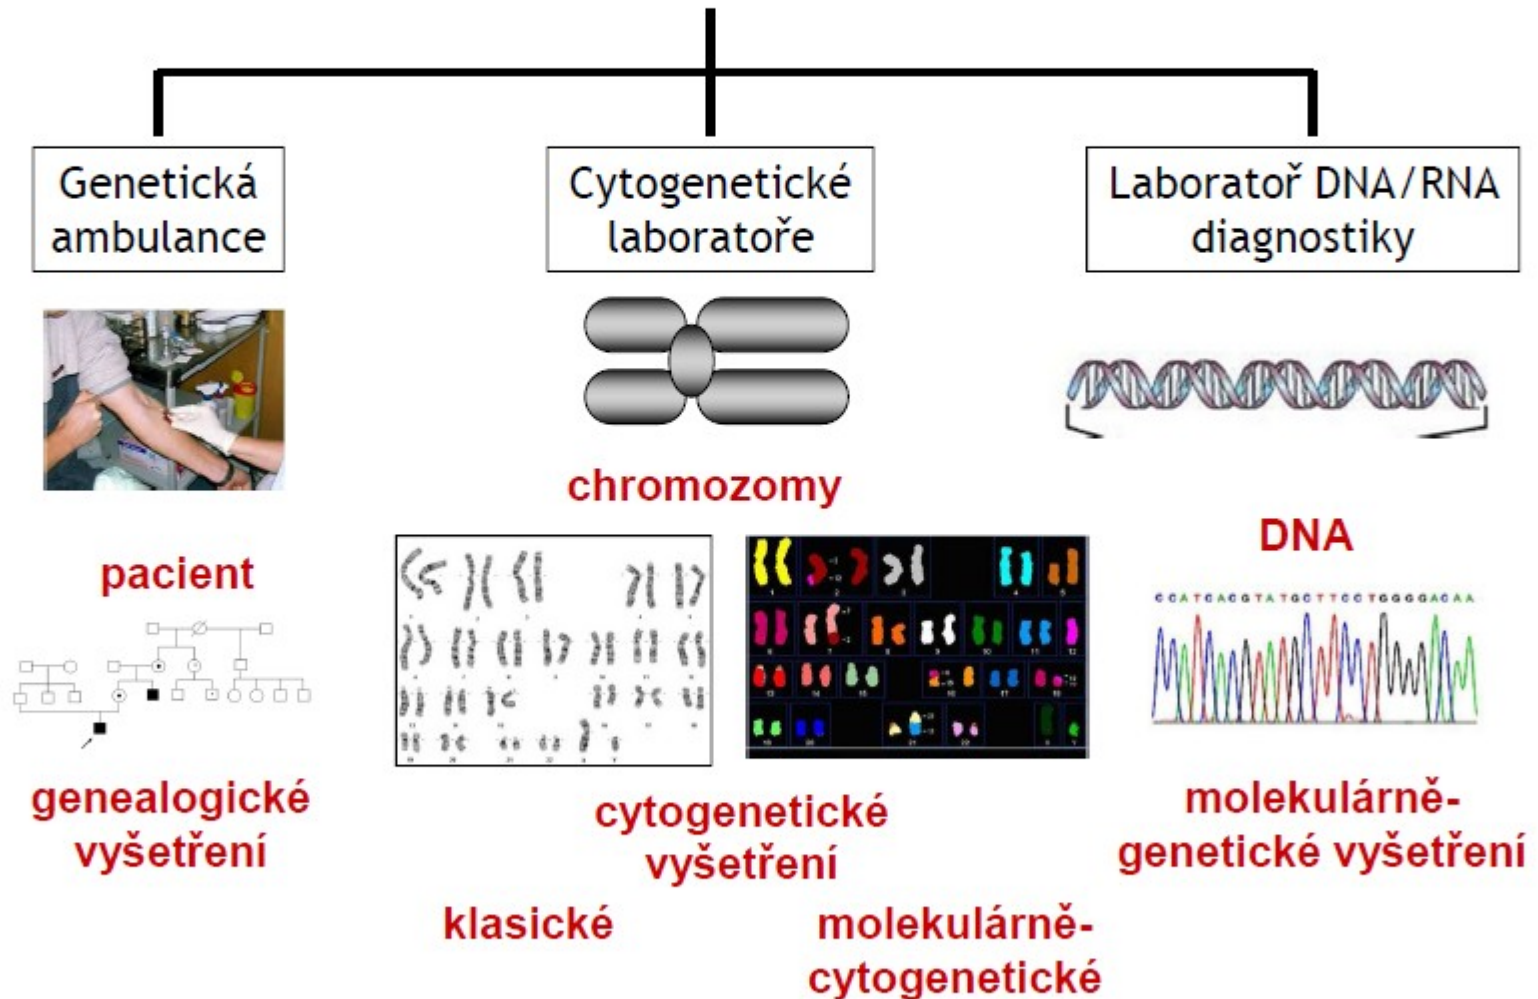 Genetická
ambulance
Cytogenetické
laboratoře
Laboratoř DNA/RNA
diagnostiky
chromozomy
DNA
pacient
C C A T C A C G T A T G C T T C C T G G G G A C A A
genealogické
vyšetření
cytogenetické
vyšetření
molekulárně-
genetické vyšetření
klasické
molekulárně-
cytogenetické